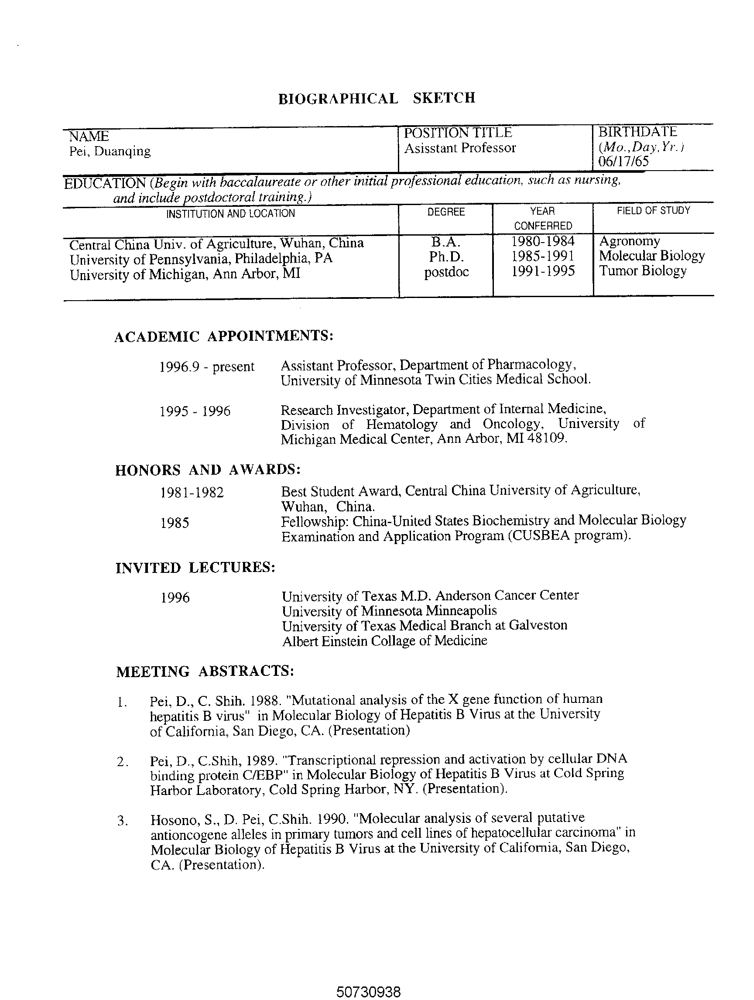 BIOGRAPHICAL SKETCH
NAME
Pei, Duanqing
POSITION TITLE
Asisstant Professor
BIRTHDATE
(Mo.,Day,Yr.)
06/17/65
EDUCATION (Begin with baccalaureate or other initial professional education, such as nursing,
and include postdoctoral training.)
INSTITUTION AND LOCATION DEGREE YEAR CONFERRED FIELD OF STUDY
Central China Univ. of Agriculture, Wuhan, China B.A. 1980-1984 Agronomy
University of Pennsylvania, Philadelphia, PA Ph.D. 1985-1991 Molecular Biology
University of Michigan, Ann Arbor, MI postdoc 1991-1995 Tumor Biology
ACADEMIC APPOINTMENTS:
1996.9 - present Assistant Professor, Department of Pharmacology,
University of Minnesota Twin Cities Medical School.
1995 - 1996 Research Investigator, Department of Internal Medicine,
Division of Hematology and Oncology, University of
Michigan Medical Center, Ann Arbor, MI 48109.
HONORS AND AWARDS:
1981-1982 Best Student Award, Central China University of Agriculture,
Wuhan, China.
1985 Fellowship: China-United States Biochemistry and Molecular Biology
Examination and Application Program (CUSBEA program).
INVITED LECTURES:
1996 University of Texas M.D. Anderson Cancer Center
University of Minnesota Minneapolis
University of Texas Medical Branch at Galveston
Albert Einstein Collage of Medicine
MEETING ABSTRACTS:
1. Pei, D., C. Shih. 1988. "Mutational analysis of the X gene function of human
hepatitis B virus" in Molecular Biology of Hepatitis B Virus at the University
of California, San Diego, CA. (Presentation)
2. Pei, D., C.Shih, 1989. "Transcriptional repression and activation by cellular DNA
binding protein C/EBP" in Molecular Biology of Hepatitis B Virus at Cold Spring
Harbor Laboratory, Cold Spring Harbor, NY. (Presentation).
3. Hosono, S., D. Pei, C.Shih. 1990. "Molecular analysis of several putative
antioncogene alleles in primary tumors and cell lines of hepatocellular carcinoma" in
Molecular Biology of Hepatitis B Virus at the University of California, San Diego,
CA. (Presentation).
50730938